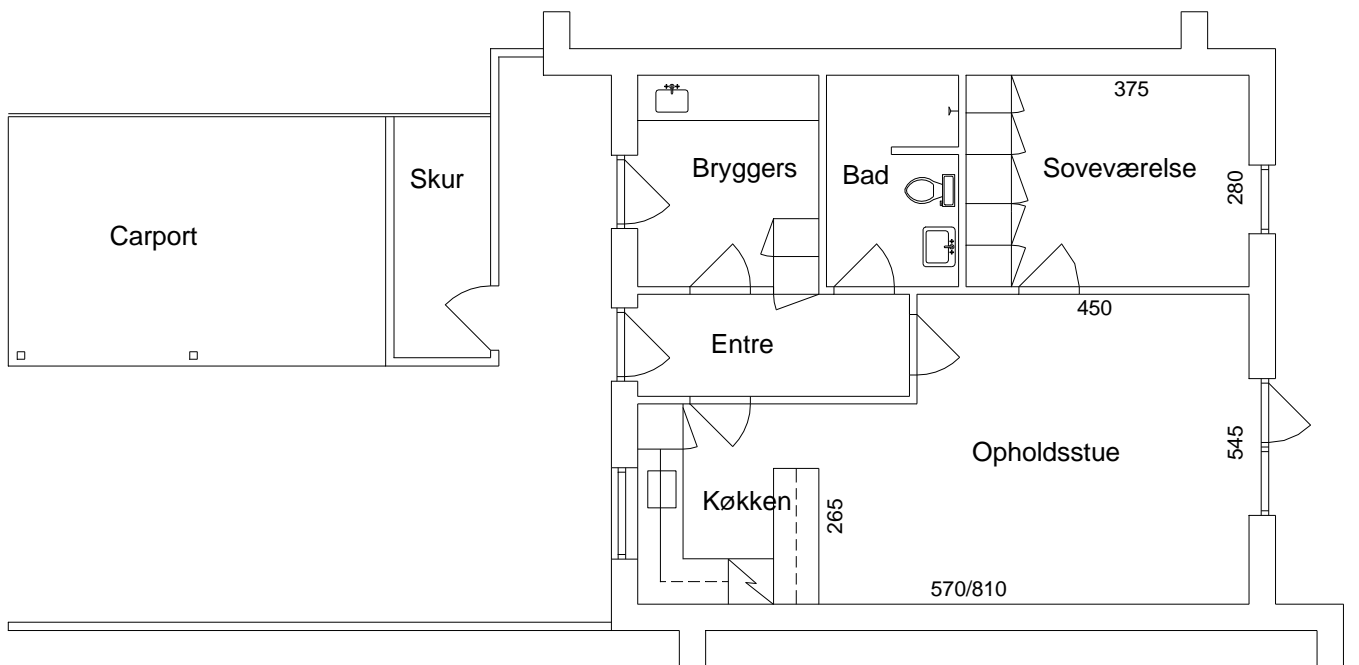 375
Bryggers
Bad
Soveværelse
Skur
280
Carport
450
Entre
545
Opholdsstue
Køkken
265
570/810